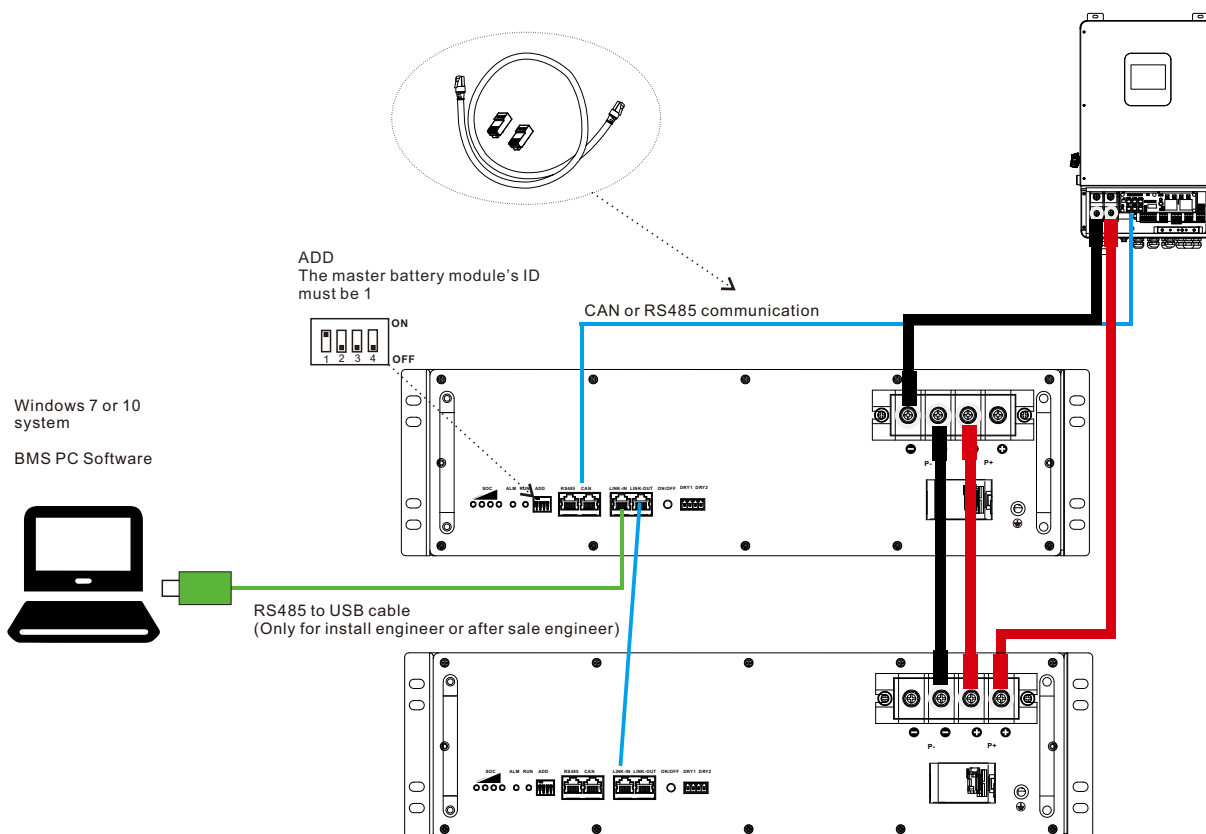 ADD
The master battery module's ID
must be 1
ON
1 2 3 4
OFF
CAN or RS485 communication
Windows 7 or 10
system
BMS PC Software
P- P+
SOC ALM RUN ADD RS485 CAN LINK-IN LINK-OUT ON/OFF DRY1 DRY2
RS485 to USB cable
(Only for install engineer or after sale engineer)
P- P+
SOC ALM RUN ADD RS485 CAN LINK-IN LINK-OUT ON/OFF DRY1 DRY2